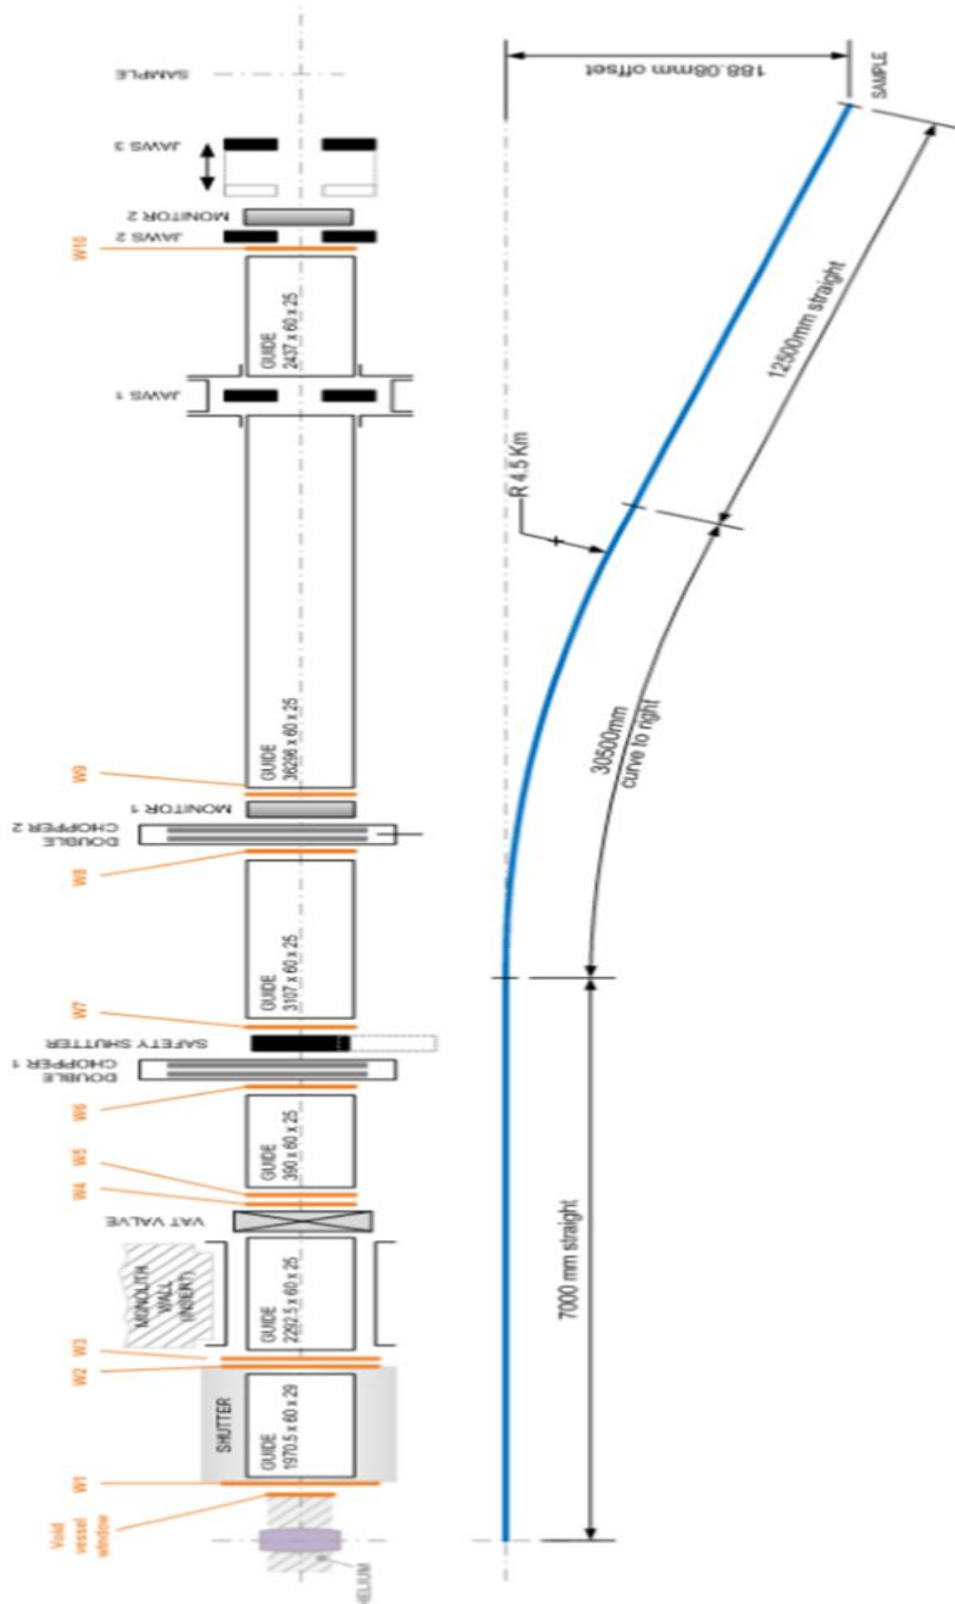 SAMPLE
JAWS 3
MONITOR 2
JAWS 2
W10
GUIDE
2437 x 60 x 25
JAWS 1
GUIDE
36296 x 60 x 25
W9
MONITOR 1
DOUBLE
CHOPPER 2
W8
GUIDE
3107 x 60 x 25
W7
SAFETY SHUTTER
DOUBLE
CHOPPER 1
W6
GUIDE
390 x 60 x 25
W5
W4
VAT VALVE
MONOLITH
WALL
(INSERT)
GUIDE
2292.5 x 60 x 25
W3
W2
SHUTTER
GUIDE
1970.5 x 60 x 29
W1
Void
vessel
window
HELIUM
188.08mm offset
SAMPLE
12500mm straight
R 4.5 Km
30500mm
curve to right
7000 mm straight